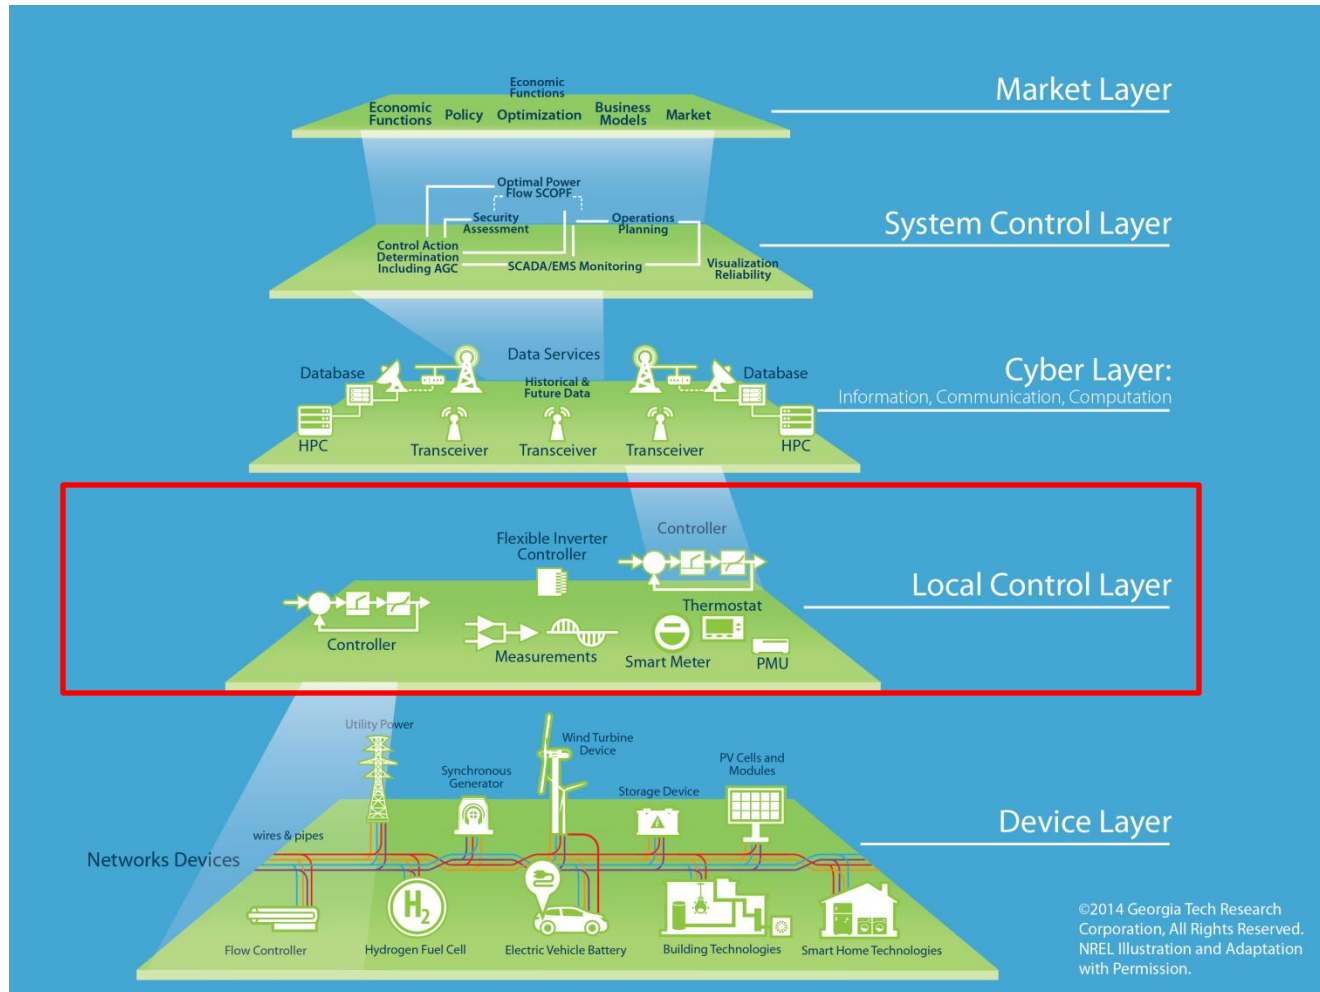 Economic
Functions
Economic
Functions
Policy
Optimization
Business
Models
Market
Market Layer
Optimal Power
Flow SCOPF
Security
Assessment
Operations
Planning
Control Action
Determination
Including AGC
SCADA/EMS Monitoring
Visualization
Reliability
System Control Layer
Data Services
Database
Historical &
Future Data
Database
HPC
Transceiver
Transceiver
Transceiver
HPC
Cyber Layer:
Information, Communication, Computation
Flexible Inverter
Controller
Controller
Controller
Measurements
Thermostat
Smart Meter
PMU
Local Control Layer
Utility Power
Synchronous
Generator
Wind Turbine
Device
Storage Device
PV Cells and
Modules
wires & pipes
Networks Devices
Device Layer
H2
Flow Controller
Hydrogen Fuel Cell
Electric Vehicle Battery
Building Technologies
Smart Home Technologies
©2014 Georgia Tech Research
Corporation, All Rights Reserved.
NREL Illustration and Adaptation
with Permission.